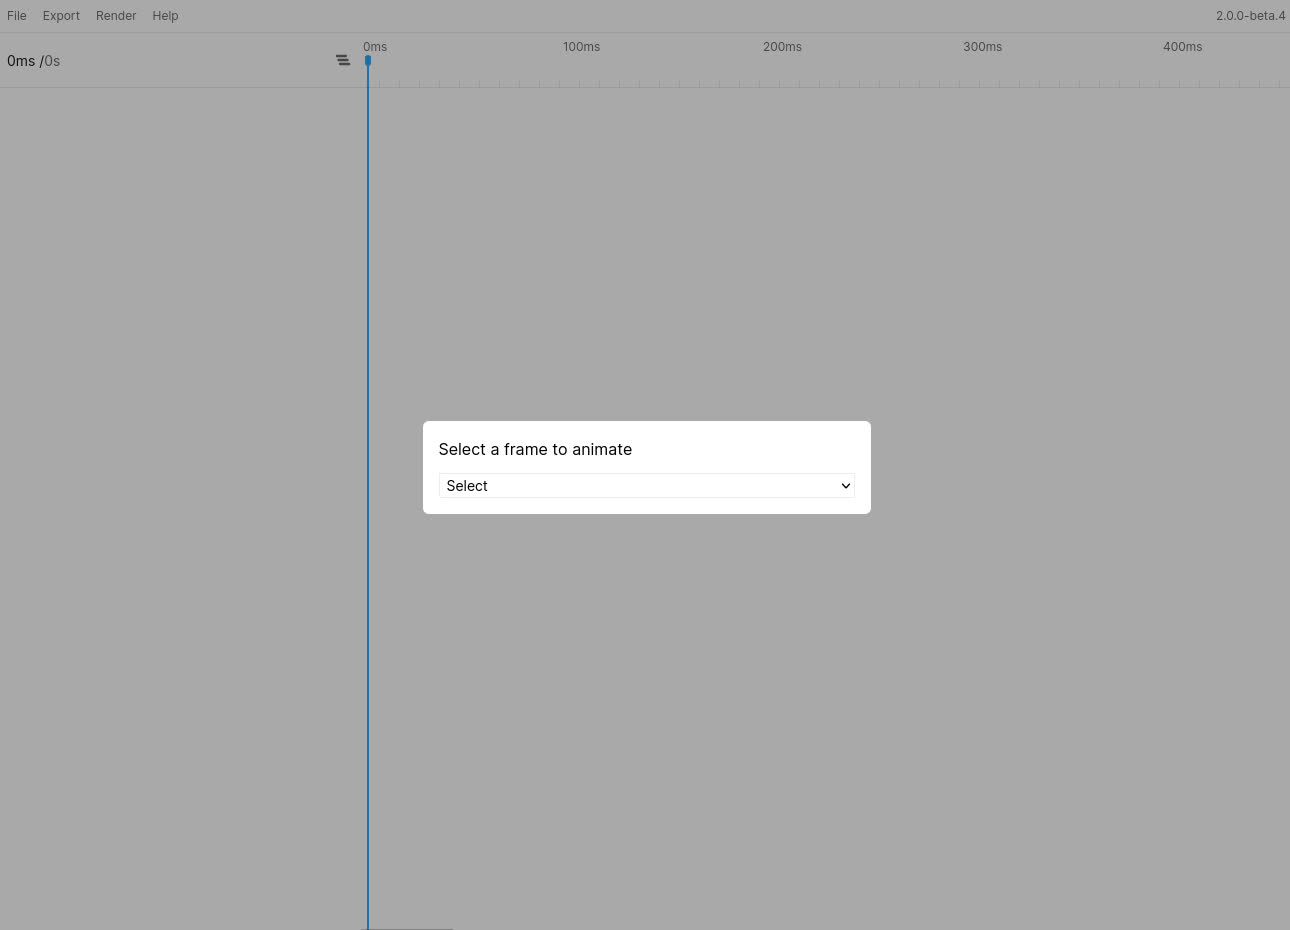 File Export Render Help 2.0.0-beta.4
0ms 100ms 200ms 300ms 400ms
0ms /0s
Select a frame to animate
Select